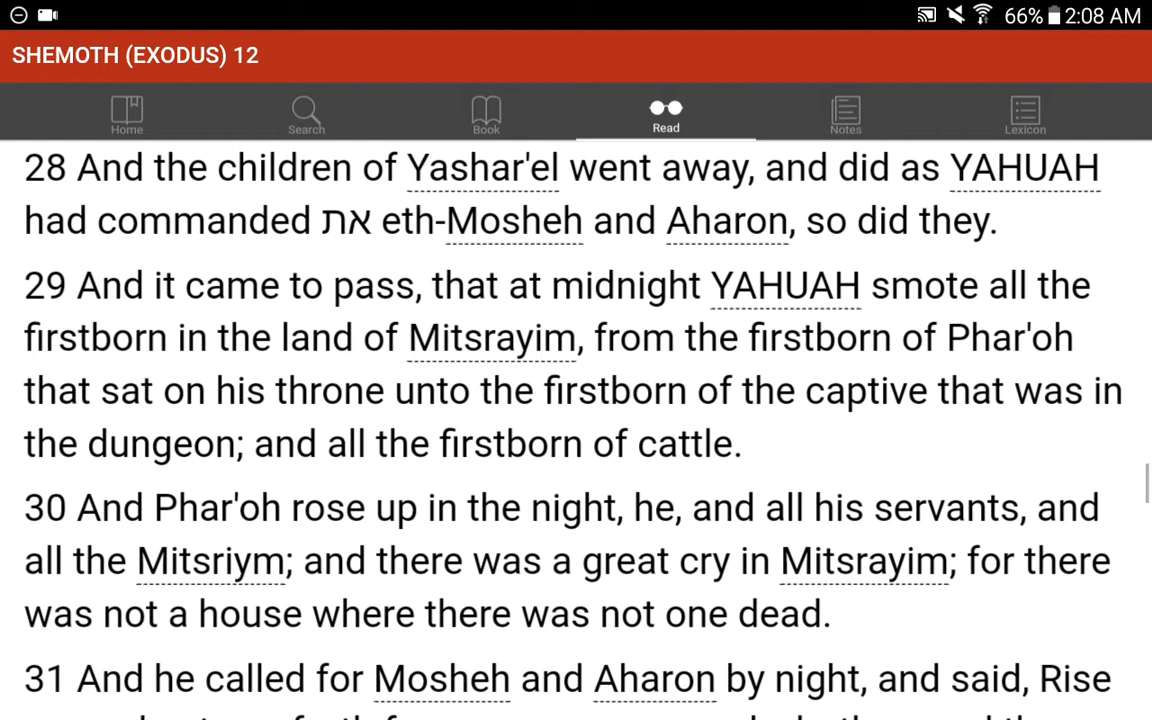 66% 2:08 AM
SHEMOTH (EXODUS) 12
Home Search Book Read Notes Lexicon
28 And the children of Yashar'el went away, and did as YAHUAH
had commanded את eth-Mosheh and Aharon, so did they.
29 And it came to pass, that at midnight YAHUAH smote all the
firstborn in the land of Mitsrayim, from the firstborn of Phar'oh
that sat on his throne unto the firstborn of the captive that was in
the dungeon; and all the firstborn of cattle.
30 And Phar'oh rose up in the night, he, and all his servants, and
all the Mitsriym; and there was a great cry in Mitsrayim; for there
was not a house where there was not one dead.
31 And he called for Mosheh and Aharon by night, and said, Rise